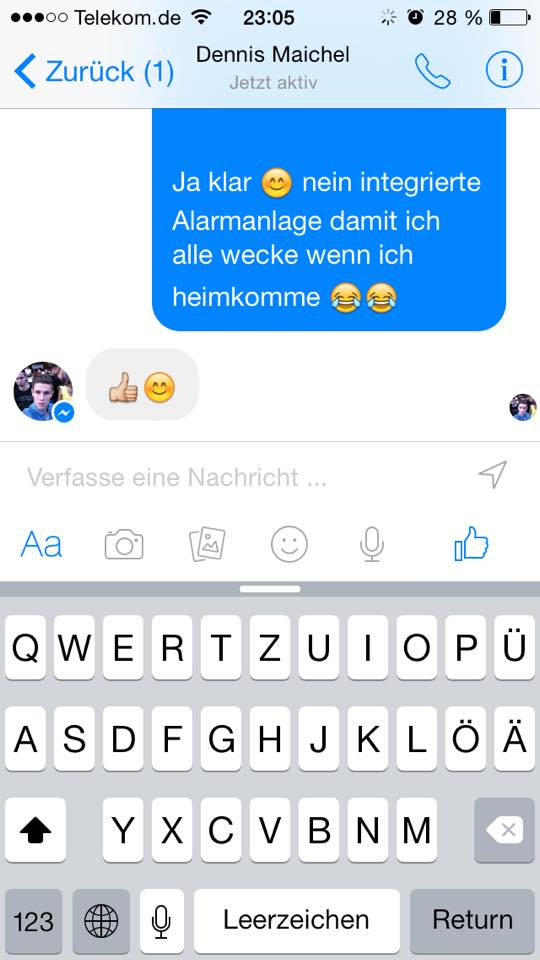 Telekom.de 23:05 28 %
Zurück (1) Dennis Maichel
Jetzt aktiv
Ja klar 😊 nein integrierte
Alarmanlage damit ich
alle wecke wenn ich
heimkomme 😂😂
👍😊
Verfasse eine Nachricht ...
Aa
Q W E R T Z U I O P Ü
A S D F G H J K L Ö Ä
Y X C V B N M
123 Leerzeichen Return